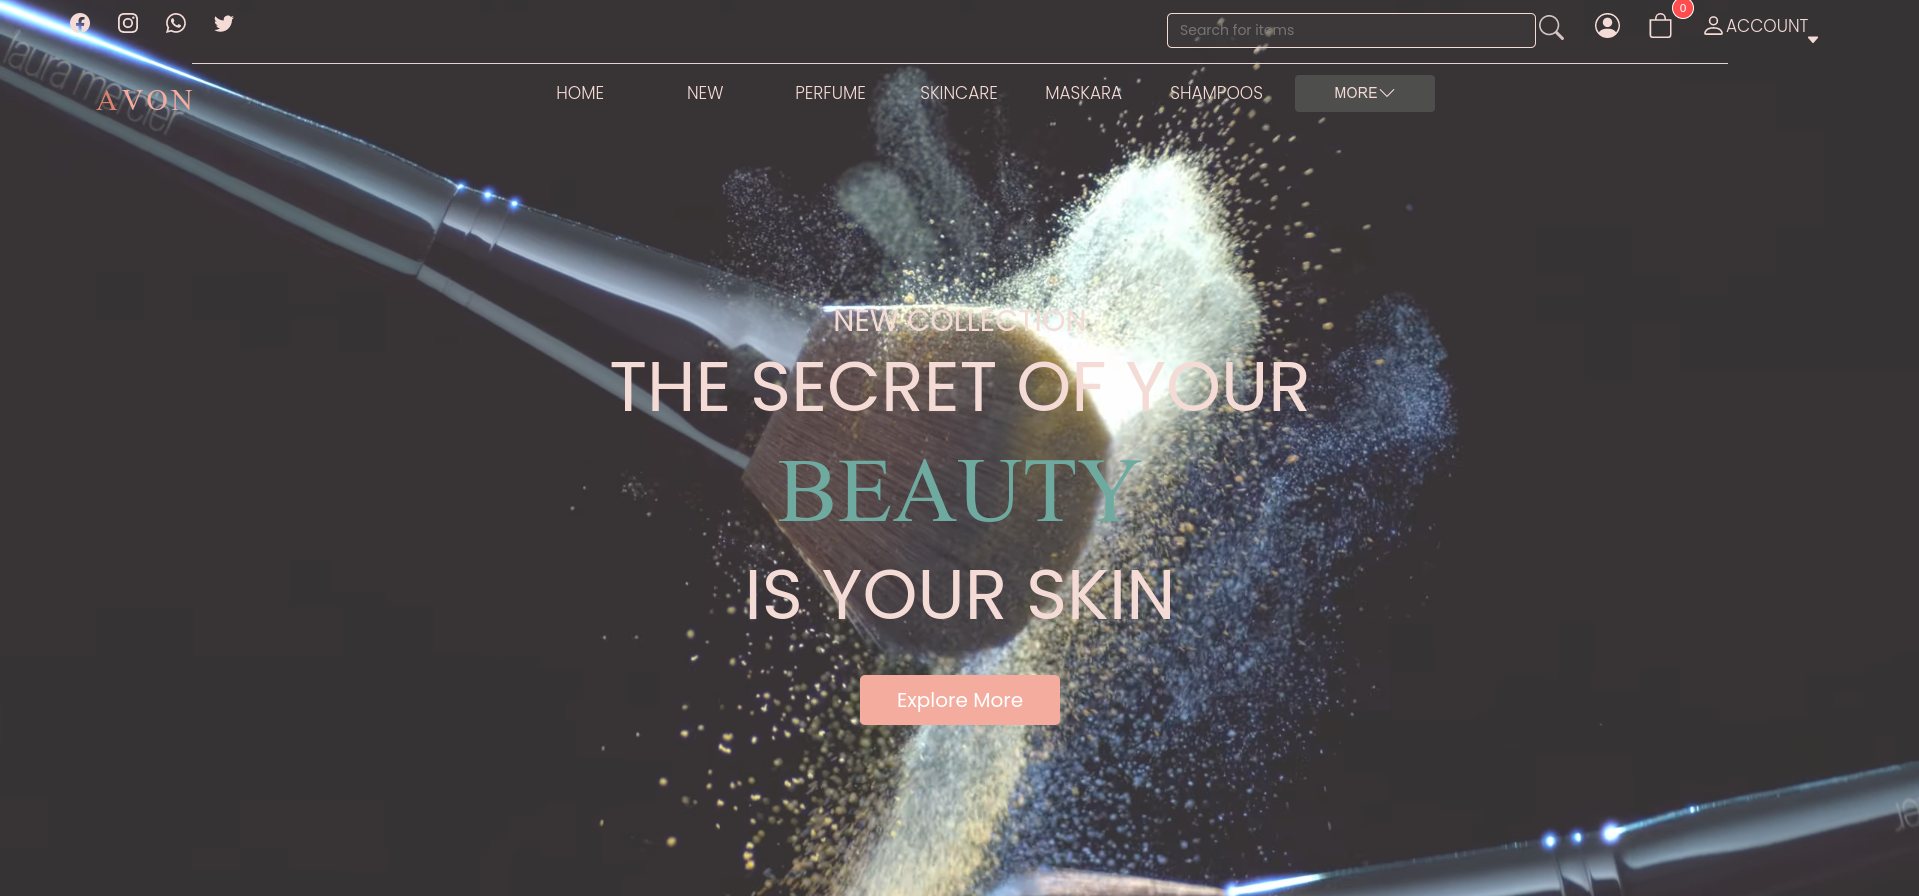 Search for items
0
ACCOUNT
laura mercier
AVON
HOME
NEW
PERFUME
SKINCARE
MASKARA
SHAMPOOS
MORE
NEW COLLECTION
THE SECRET OF YOUR
BEAUTY
IS YOUR SKIN
Explore More